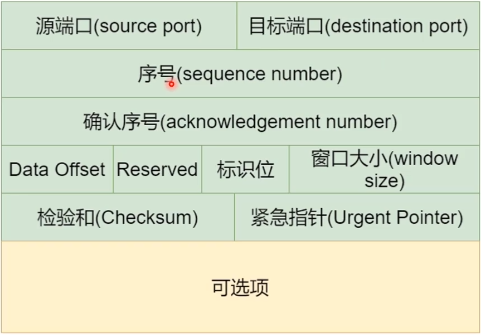 源端口(source port)
目标端口(destination port)
序号(sequence number)
确认序号(acknowledgement number)
Data Offset
Reserved
标识位
窗口大小(window
size)
检验和(Checksum)
紧急指针(Urgent Pointer)
可选项